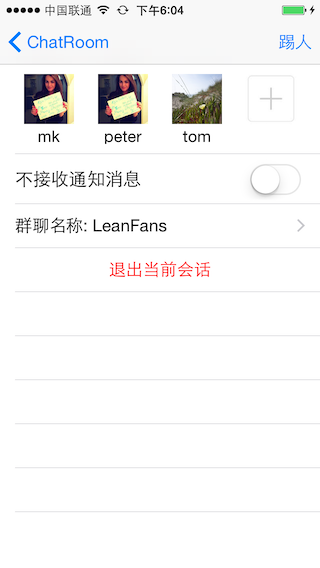 中国联通 下午6:04
ChatRoom 踢人
mk peter tom
不接收通知消息
群聊名称: LeanFans
退出当前会话